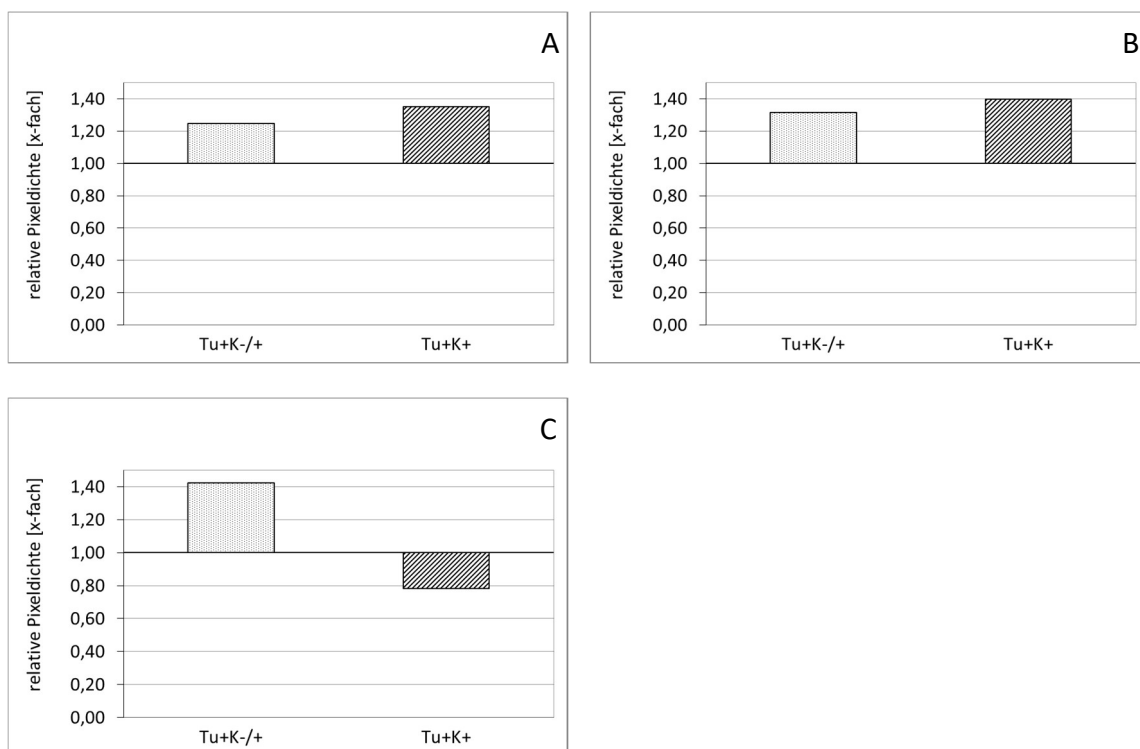 A
relative Pixeldichte [x-fach]
1,40
1,20
1,00
0,80
0,60
0,40
0,20
0,00
Tu+K-/+ Tu+K+
B
relative Pixeldichte [x-fach]
1,40
1,20
1,00
0,80
0,60
0,40
0,20
0,00
Tu+K-/+ Tu+K+
C
relative Pixeldichte [x-fach]
1,40
1,20
1,00
0,80
0,60
0,40
0,20
0,00
Tu+K-/+ Tu+K+